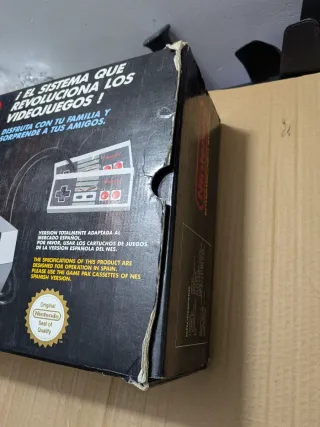 ¡ EL SISTEMA QUE
REVOLUCIONA LOS
VIDEOJUEGOS !
DISFRUTA CON TU FAMILIA Y
SORPRENDE A TUS AMIGOS.
VERSION TOTALMENTE ADAPTADA AL
MERCADO ESPAÑOL.
POR FAVOR, USAR LOS CARTUCHOS DE JUEGOS
DE LA VERSION ESPAÑOLA DEL NES.
THE SPECIFICATIONS OF THIS PRODUCT ARE
DESIGNED FOR OPERATION IN SPAIN.
PLEASE USE THE GAME PAK CASSETTES OF NES
SPANISH VERSION.
Original
Nintendo
Seal of
Quality